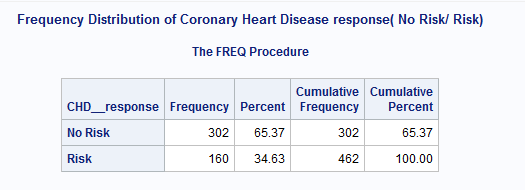 Frequency Distribution of Coronary Heart Disease response( No Risk/ Risk)
The FREQ Procedure
CHD__response Frequency Percent Cumulative Frequency Cumulative Percent
No Risk 302 65.37 302 65.37
Risk 160 34.63 462 100.00